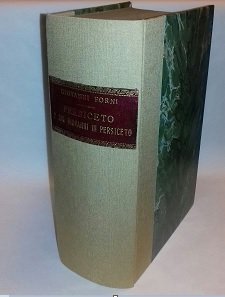 GIOVANNI FORNI
PERSICETO
E SAN GIOVANNI IN PERSICETO